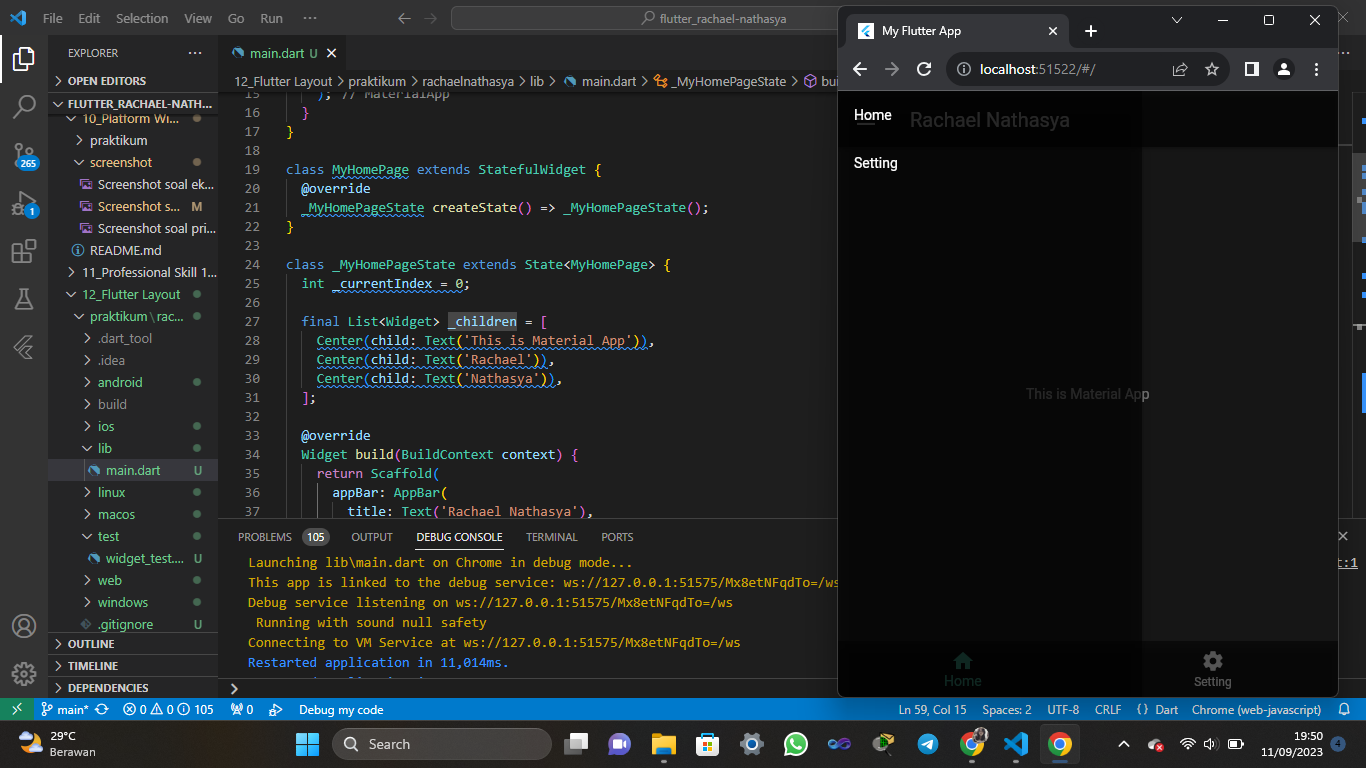 File Edit Selection View Go Run ···
flutter_rachael-nathasya
EXPLORER ···
OPEN EDITORS
FLUTTER_RACHAEL-NATH...
10_Platform Wi...
praktikum
screenshot
Screenshot soal ek...
Screenshot s... M
Screenshot soal pri...
README.md
11_Professional Skill 1...
12_Flutter Layout
praktikum\rac...
.dart_tool
.idea
android
build
ios
lib
main.dart U
linux
macos
test
widget_test.... U
web
windows
.gitignore U
OUTLINE
TIMELINE
DEPENDENCIES
265
1
main.dart U
12_Flutter Layout > praktikum > rachaelnathasya > lib > main.dart > _MyHomePageState > bui
15 ); // MaterialApp
16 }
17 }
18
19 class MyHomePage extends StatefulWidget {
20 @override
21 _MyHomePageState createState() => _MyHomePageState();
22 }
23
24 class _MyHomePageState extends State<MyHomePage> {
25 int _currentIndex = 0;
26
27 final List<Widget> _children = [
28 Center(child: Text('This is Material App')),
29 Center(child: Text('Rachael')),
30 Center(child: Text('Nathasya')),
31 ];
32
33 @override
34 Widget build(BuildContext context) {
35 return Scaffold(
36 appBar: AppBar(
37 title: Text('Rachael Nathasya'),
PROBLEMS 105 OUTPUT DEBUG CONSOLE TERMINAL PORTS
Launching lib\main.dart on Chrome in debug mode...
This app is linked to the debug service: ws://127.0.0.1:51575/Mx8etNFqdTo=/ws
Debug service listening on ws://127.0.0.1:51575/Mx8etNFqdTo=/ws
Running with sound null safety
Connecting to VM Service at ws://127.0.0.1:51575/Mx8etNFqdTo=/ws
Restarted application in 11,014ms.
t:1
My Flutter App
localhost:51522/#/
Home
Rachael Nathasya
Setting
This is Material App
Home
Setting
main* 0 0 105 0 Debug my code Ln 59, Col 15 Spaces: 2 UTF-8 CRLF {} Dart Chrome (web-javascript)
29°C
Berawan
Search
19:50
11/09/2023
4